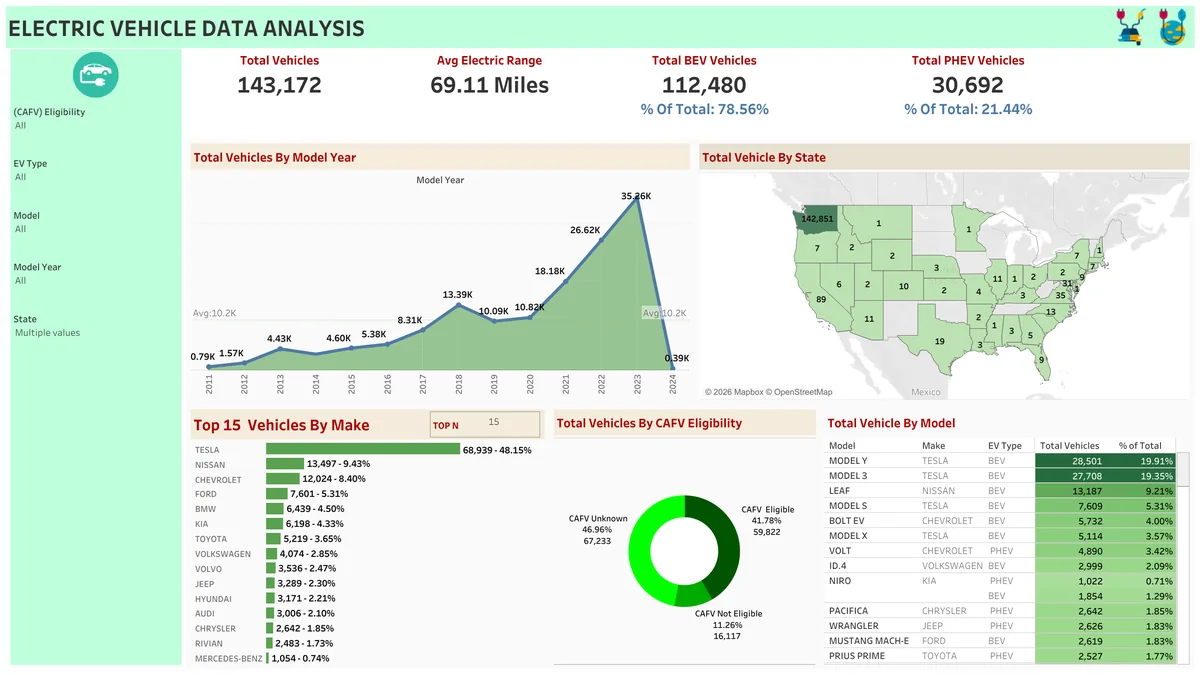 ELECTRIC VEHICLE DATA ANALYSIS
(CAFV) Eligibility
All
EV Type
All
Model
All
Model Year
All
State
Multiple values
Total Vehicles
143,172
Avg Electric Range
69.11 Miles
Total BEV Vehicles
112,480
% Of Total: 78.56%
Total PHEV Vehicles
30,692
% Of Total: 21.44%
Total Vehicles By Model Year
Model Year
0.79K
1.57K
4.43K
4.60K
5.38K
8.31K
13.39K
10.09K
10.82K
18.18K
26.62K
35.26K
0.39K
Avg:10.2K
Avg:10.2K
2011
2012
2013
2014
2015
2016
2017
2018
2019
2020
2021
2022
2023
2024
Total Vehicle By State
142,851
1
1
7
2
2
3
7
1
7
89
6
2
10
2
4
11
1
2
2
9
31
1
3
35
13
11
19
2
1
3
5
3
9
© 2026 Mapbox © OpenStreetMap
Mexico
Top 15 Vehicles By Make
TOP N
15
TESLA 68,939 - 48.15%
NISSAN 13,497 - 9.43%
CHEVROLET 12,024 - 8.40%
FORD 7,601 - 5.31%
BMW 6,439 - 4.50%
KIA 6,198 - 4.33%
TOYOTA 5,219 - 3.65%
VOLKSWAGEN 4,074 - 2.85%
VOLVO 3,536 - 2.47%
JEEP 3,289 - 2.30%
HYUNDAI 3,171 - 2.21%
AUDI 3,006 - 2.10%
CHRYSLER 2,642 - 1.85%
RIVIAN 2,483 - 1.73%
MERCEDES-BENZ 1,054 - 0.74%
Total Vehicles By CAFV Eligibility
CAFV Unknown
46.96%
67,233
CAFV Eligible
41.78%
59,822
CAFV Not Eligible
11.26%
16,117
Total Vehicle By Model
Model Make EV Type Total Vehicles % of Total
MODEL Y TESLA BEV 28,501 19.91%
MODEL 3 TESLA BEV 27,708 19.35%
LEAF NISSAN BEV 13,187 9.21%
MODEL S TESLA BEV 7,609 5.31%
BOLT EV CHEVROLET BEV 5,732 4.00%
MODEL X TESLA BEV 5,114 3.57%
VOLT CHEVROLET PHEV 4,890 3.42%
ID.4 VOLKSWAGEN BEV 2,999 2.09%
NIRO KIA PHEV 1,022 0.71%
BEV 1,854 1.29%
PACIFICA CHRYSLER PHEV 2,642 1.85%
WRANGLER JEEP PHEV 2,626 1.83%
MUSTANG MACH-E FORD BEV 2,619 1.83%
PRIUS PRIME TOYOTA PHEV 2,527 1.77%